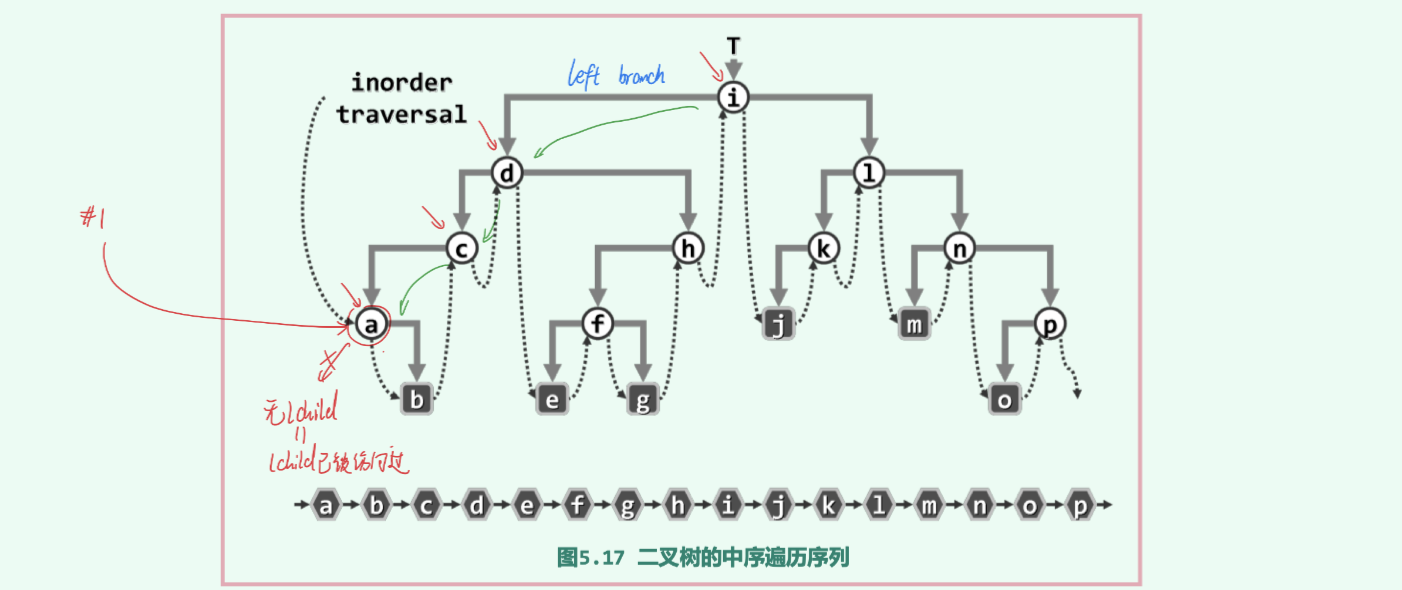 T
left branch
inorder
traversal
i
d
l
#1
c
h
k
n
a
f
j
m
p
b
e
g
o
无lchild
lchild已被访问过
a b c d e f g h i j k l m n o p
图5.17 二叉树的中序遍历序列